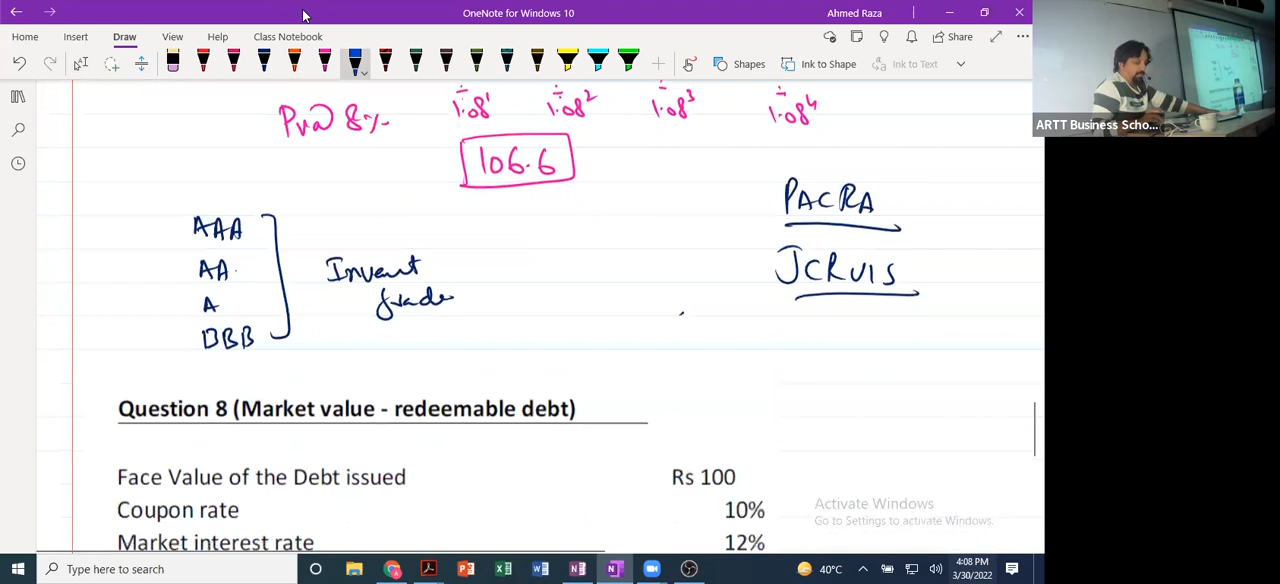 OneNote for Windows 10
Ahmed Raza
Home Insert Draw View Help Class Notebook
Share
Shapes Ink to Shape Ink to Text
ARTT Business Scho...
Pv@ 8%
÷ ÷ ÷ ÷
1.08¹ 1.08² 1.08³ 1.08⁴
106.6
PACRA
JCRVIS
AAA
AA
A
BBB
Invent
grade
Question 8 (Market value - redeemable debt)
Face Value of the Debt issued Rs 100
Coupon rate 10%
Market interest rate 12%
Activate Windows
Go to Settings to activate Windows.
Type here to search
40°C
4:08 PM
3/30/2022